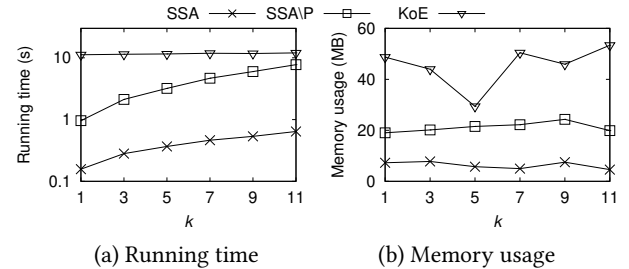 SSA SSA\P KoE
Running time (s)
10
1
0.1
1 3 5 7 9 11
k
(a) Running time
Memory usage (MB)
60
40
20
0
1 3 5 7 9 11
k
(b) Memory usage